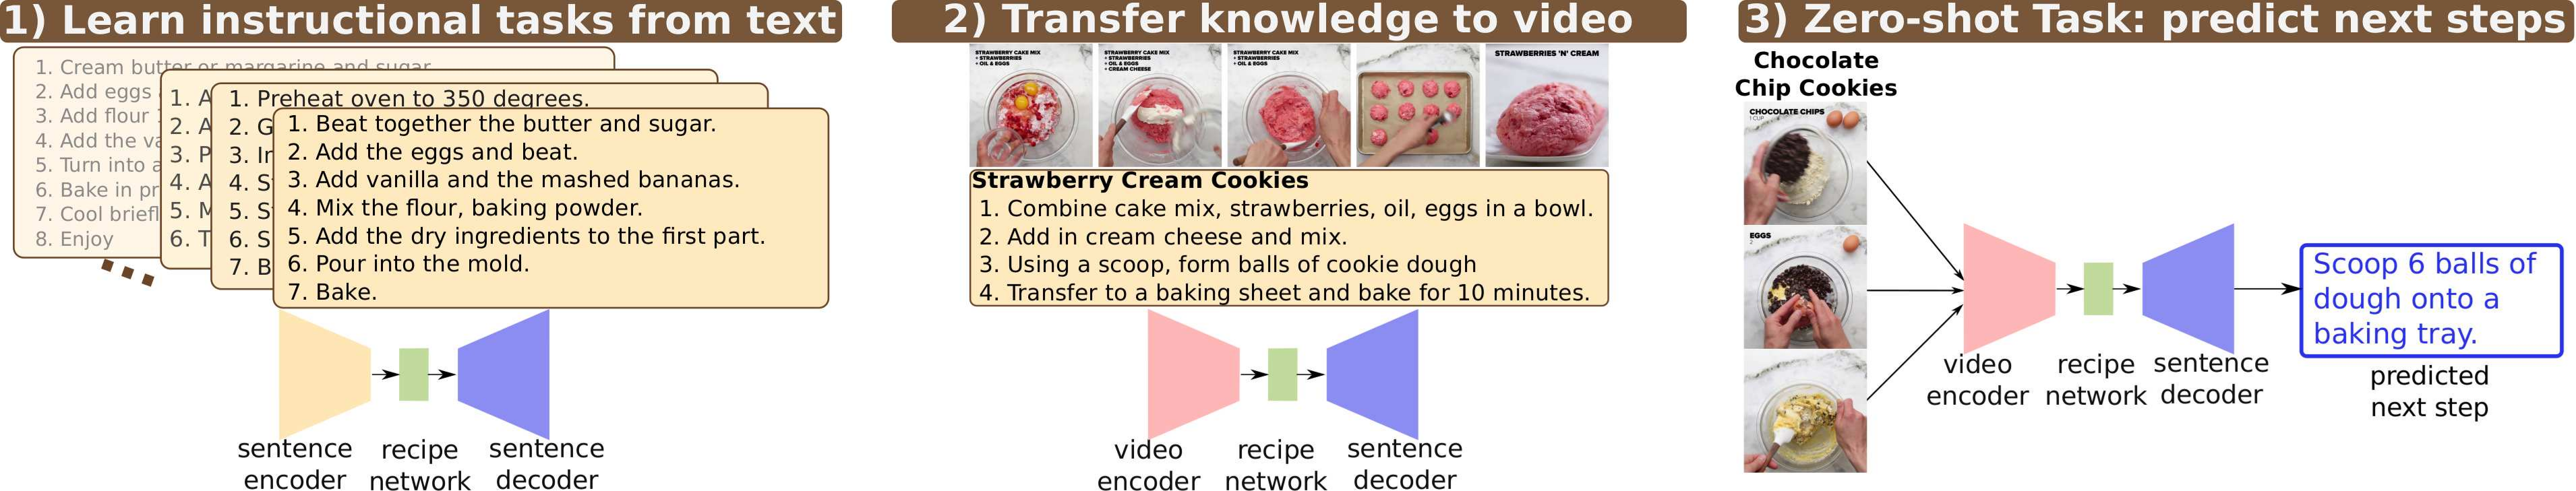 1) Learn instructional tasks from text
1. Cream butter or margarine and sugar
2. Add eggs
3. Add flour
4. Add the
5. Turn into a
6. Bake in
7. Cool
8. Enjoy
1. A
2. A
3. P
4. A
5. M
6. T
1. Preheat oven to 350 degrees.
2. G
3. Ir
4. S
5. S
6. S
7. B
1. Beat together the butter and sugar.
2. Add the eggs and beat.
3. Add vanilla and the mashed bananas.
4. Mix the flour, baking powder.
5. Add the dry ingredients to the first part.
6. Pour into the mold.
7. Bake.
sentence encoder
recipe network
sentence decoder
2) Transfer knowledge to video
STRAWBERRY CAKE MIX
+ STRAWBERRIES
+ OIL & EGGS
STRAWBERRY CAKE MIX
+ STRAWBERRIES
+ OIL & EGGS
+ CREAM CHEESE
STRAWBERRY CAKE MIX
+ STRAWBERRIES
+ OIL & EGGS
STRAWBERRIES 'N' CREAM
Strawberry Cream Cookies
1. Combine cake mix, strawberries, oil, eggs in a bowl.
2. Add in cream cheese and mix.
3. Using a scoop, form balls of cookie dough
4. Transfer to a baking sheet and bake for 10 minutes.
video encoder
recipe network
sentence decoder
3) Zero-shot Task: predict next steps
Chocolate
Chip Cookies
CHOCOLATE CHIPS
1 CUP
EGGS
2
video encoder
recipe network
sentence decoder
Scoop 6 balls of
dough onto a
baking tray.
predicted
next step